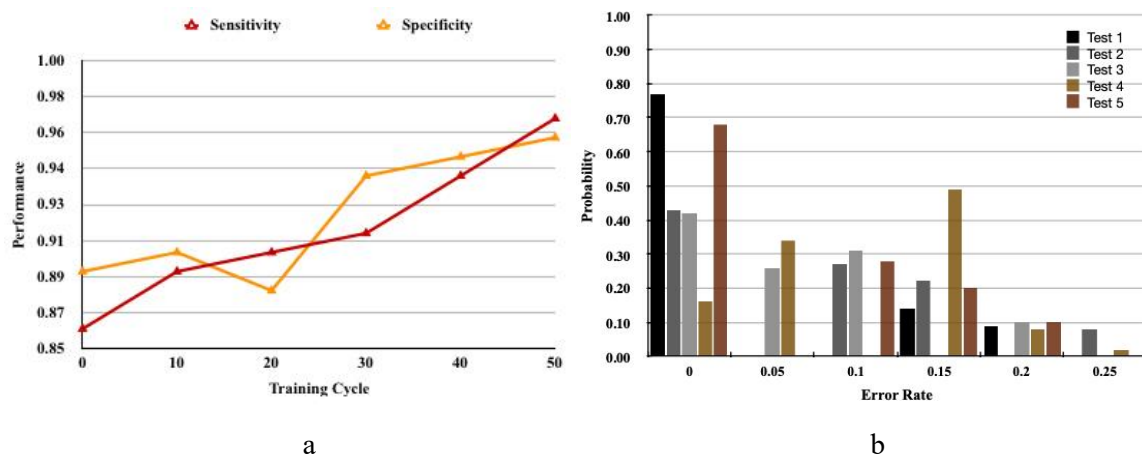 Sensitivity Specificity
1.00
0.98
0.96
0.94
0.93
0.91
0.89
0.87
0.85
Performance
0 10 20 30 40 50
Training Cycle
a
1.00
0.90
0.80
0.70
0.60
0.50
0.40
0.30
0.20
0.10
0.00
Probability
Test 1
Test 2
Test 3
Test 4
Test 5
0 0.05 0.1 0.15 0.2 0.25
Error Rate
b